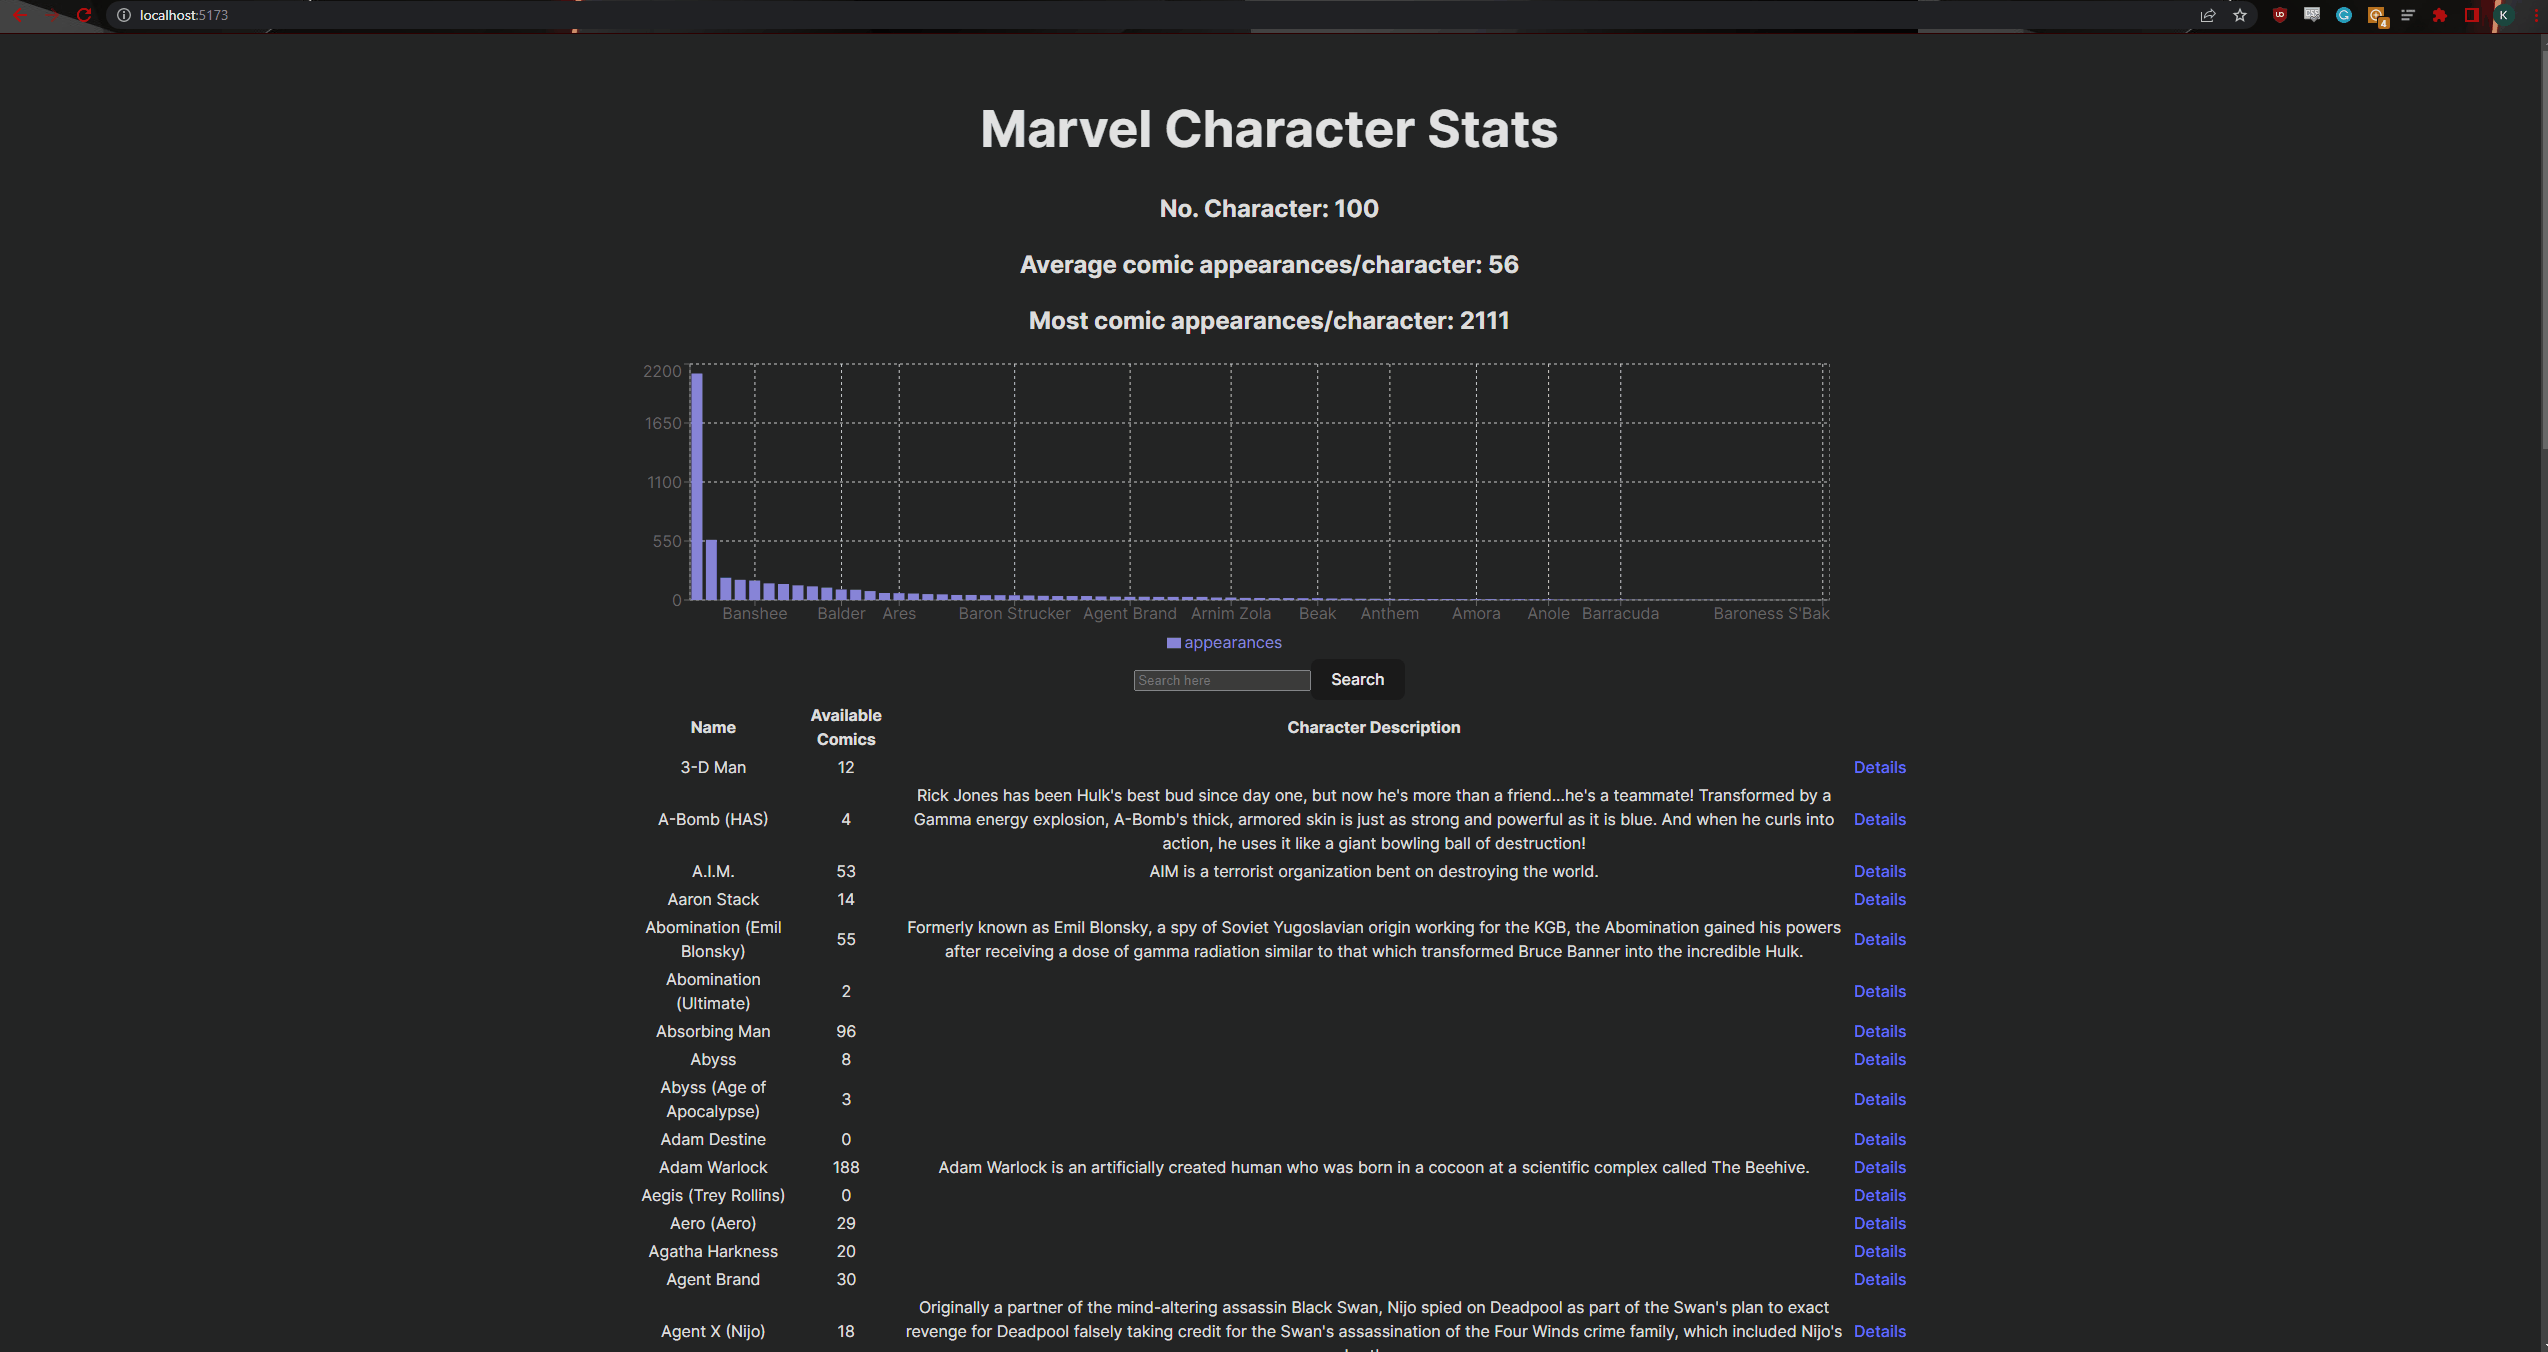 localhost:5173
4
K
Marvel Character Stats
No. Character: 100
Average comic appearances/character: 56
Most comic appearances/character: 2111
2200
1650
1100
550
0
Banshee Balder Ares Baron Strucker Agent Brand Arnim Zola Beak Anthem Amora Anole Barracuda Baroness S'Bak
appearances
Search here Search
Name Available Comics Character Description
3-D Man 12 Details
Rick Jones has been Hulk's best bud since day one, but now he's more than a friend...he's a teammate! Transformed by a
A-Bomb (HAS) 4 Gamma energy explosion, A-Bomb's thick, armored skin is just as strong and powerful as it is blue. And when he curls into Details
action, he uses it like a giant bowling ball of destruction!
A.I.M. 53 AIM is a terrorist organization bent on destroying the world. Details
Aaron Stack 14 Details
Abomination (Emil Formerly known as Emil Blonsky, a spy of Soviet Yugoslavian origin working for the KGB, the Abomination gained his powers
55 Details
Blonsky) after receiving a dose of gamma radiation similar to that which transformed Bruce Banner into the incredible Hulk.
Abomination
2 Details
(Ultimate)
Absorbing Man 96 Details
Abyss 8 Details
Abyss (Age of
3 Details
Apocalypse)
Adam Destine 0 Details
Adam Warlock 188 Adam Warlock is an artificially created human who was born in a cocoon at a scientific complex called The Beehive. Details
Aegis (Trey Rollins) 0 Details
Aero (Aero) 29 Details
Agatha Harkness 20 Details
Agent Brand 30 Details
Originally a partner of the mind-altering assassin Black Swan, Nijo spied on Deadpool as part of the Swan's plan to exact
Agent X (Nijo) 18 revenge for Deadpool falsely taking credit for the Swan's assassination of the Four Winds crime family, which included Nijo's Details